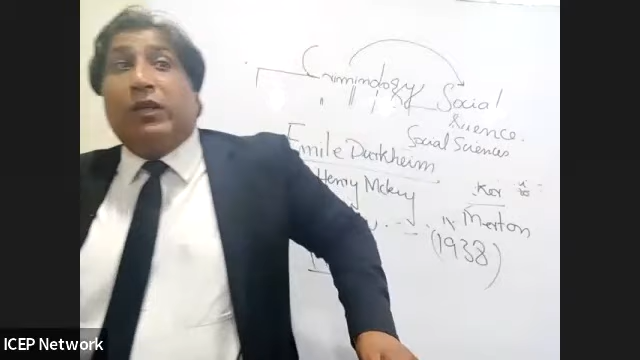 Criminology
Social
Science.
Social Sciences
Emile Durkheim
Henry Mckay
Merton
(1938)
ICEP Network